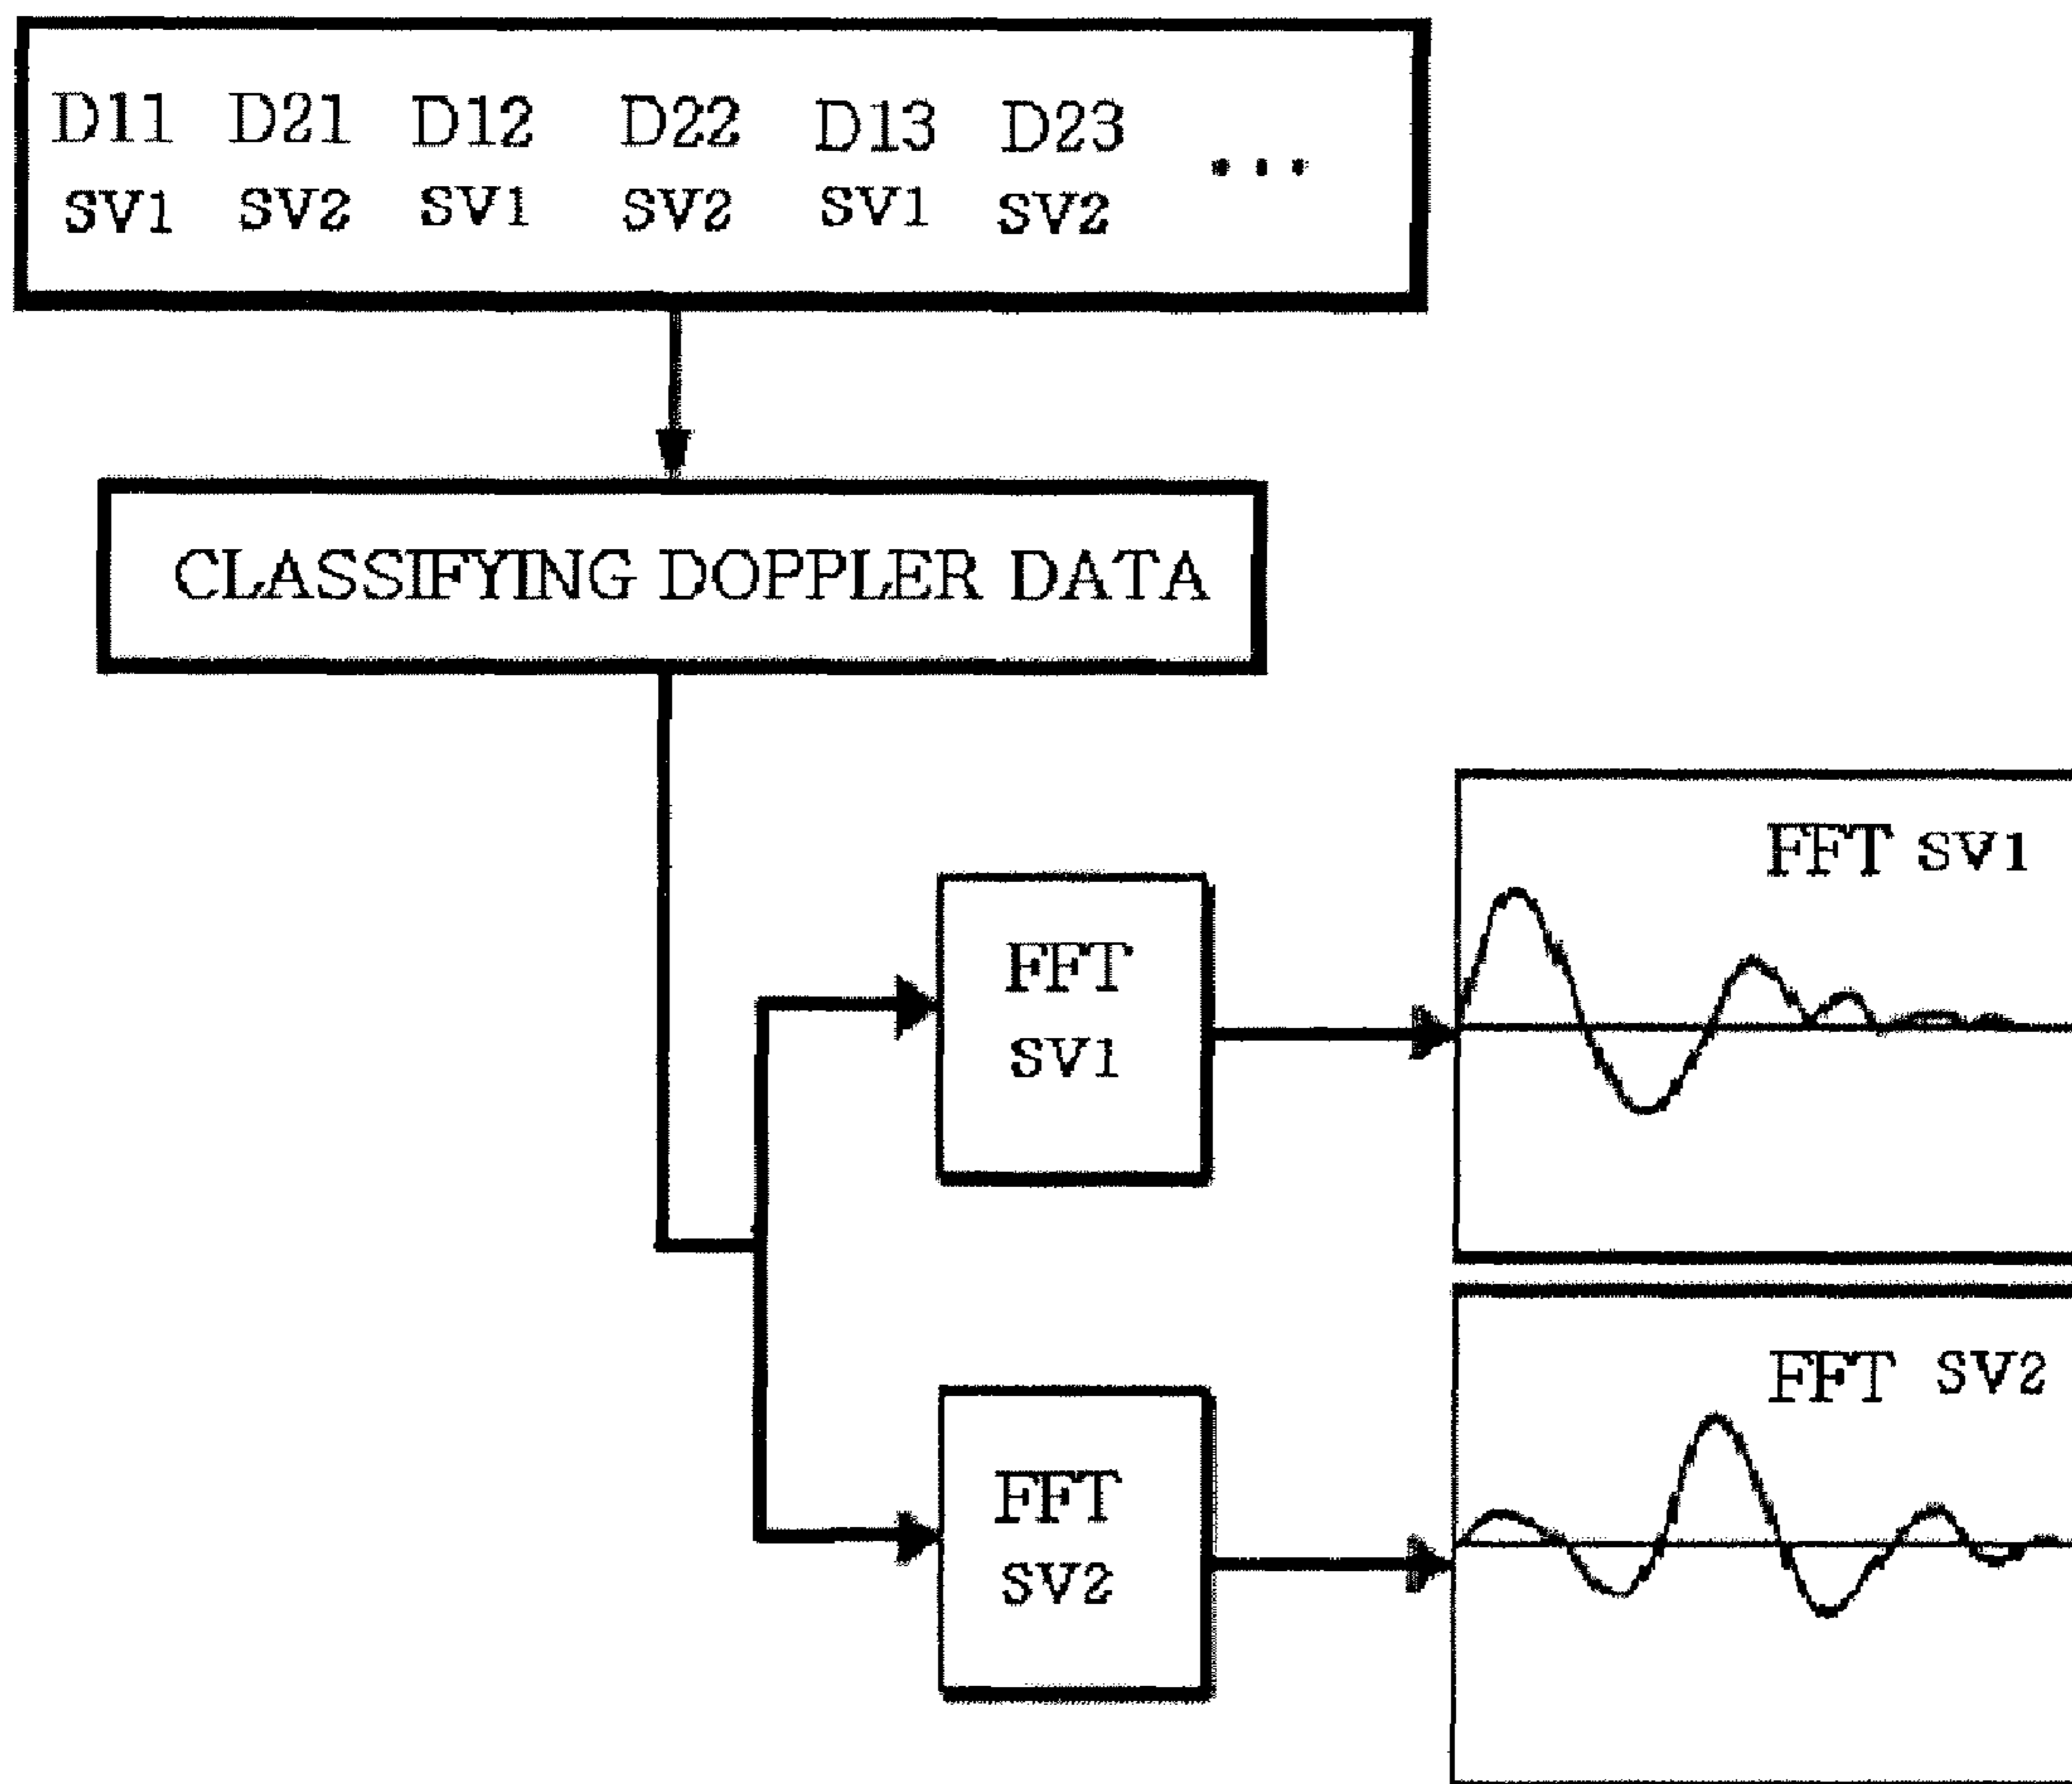 D11 D21 D12 D22 D13 D23 ...
SV1 SV2 SV1 SV2 SV1 SV2
CLASSIFYING DOPPLER DATA
FFT SV1
FFT
SV1
FFT SV2
FFT
SV2